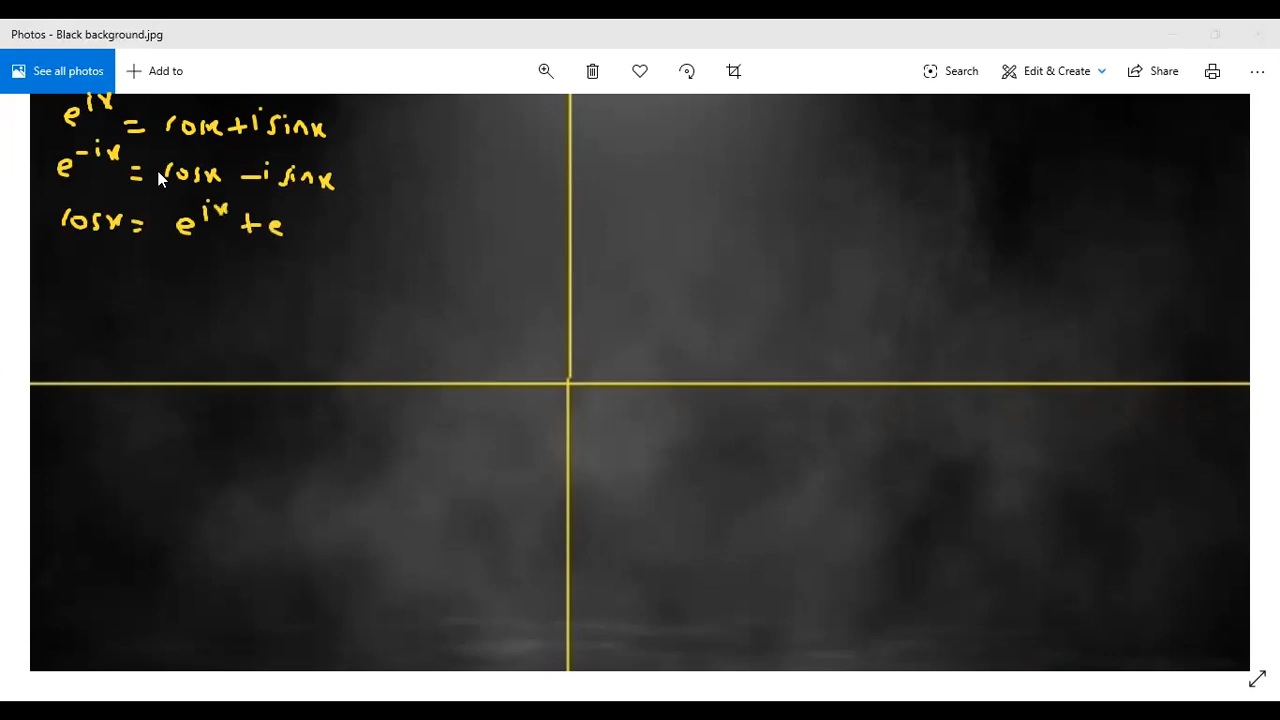 Photos - Black background.jpg
See all photos
Add to
Search
Edit & Create
Share
e^{ix} = cosx + i sinx
e^{-ix} = cosx - i sinx
cosx = e^{ix} + e